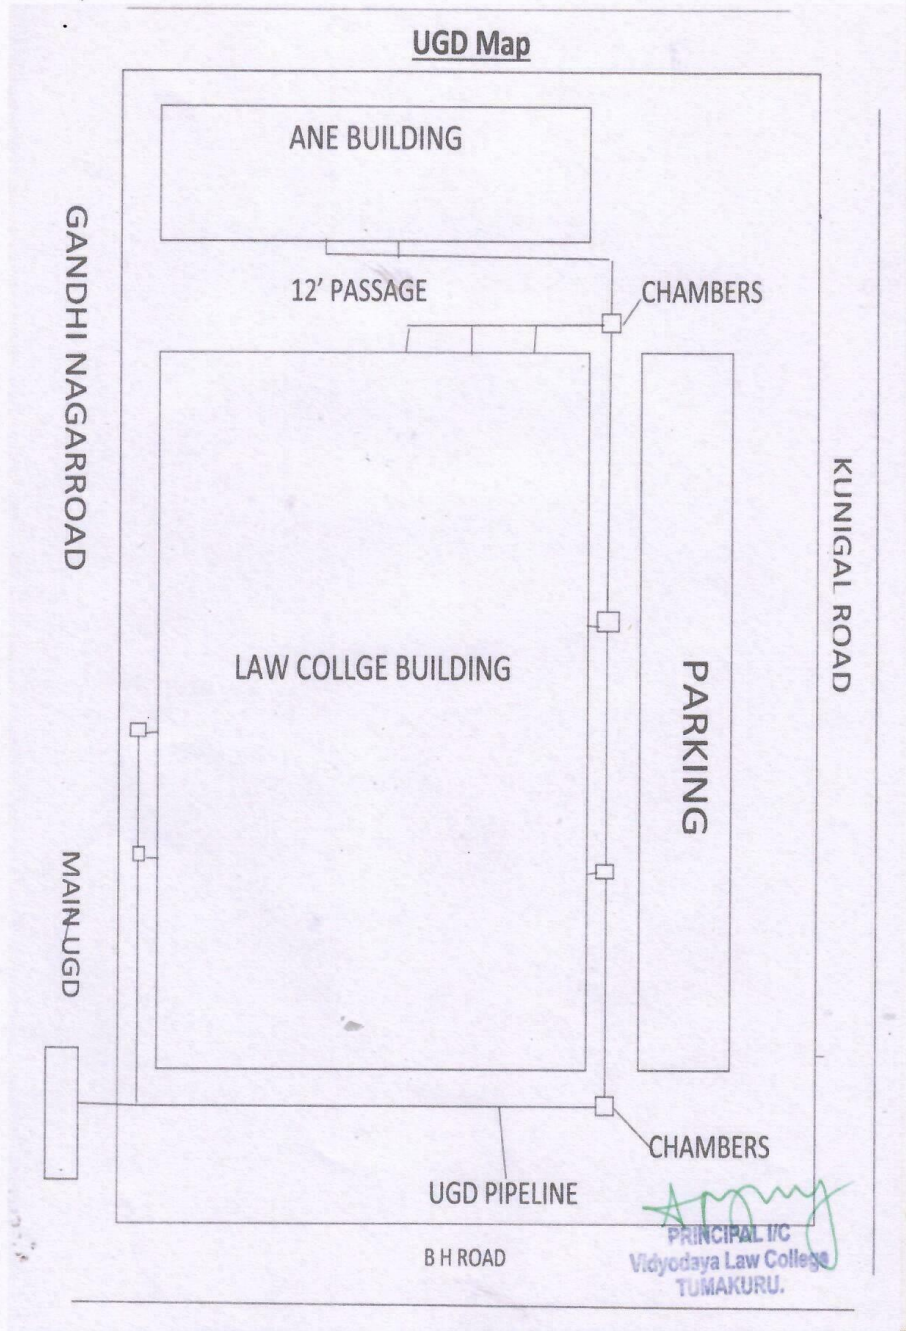 UGD Map
ANE BUILDING
12' PASSAGE
CHAMBERS
GANDHI NAGARROAD
KUNIGAL ROAD
LAW COLLGE BUILDING
PARKING
MAIN UGD
CHAMBERS
UGD PIPELINE
B H ROAD
PRINCIPAL I/C
Vidyodaya Law College
TUMAKURU.